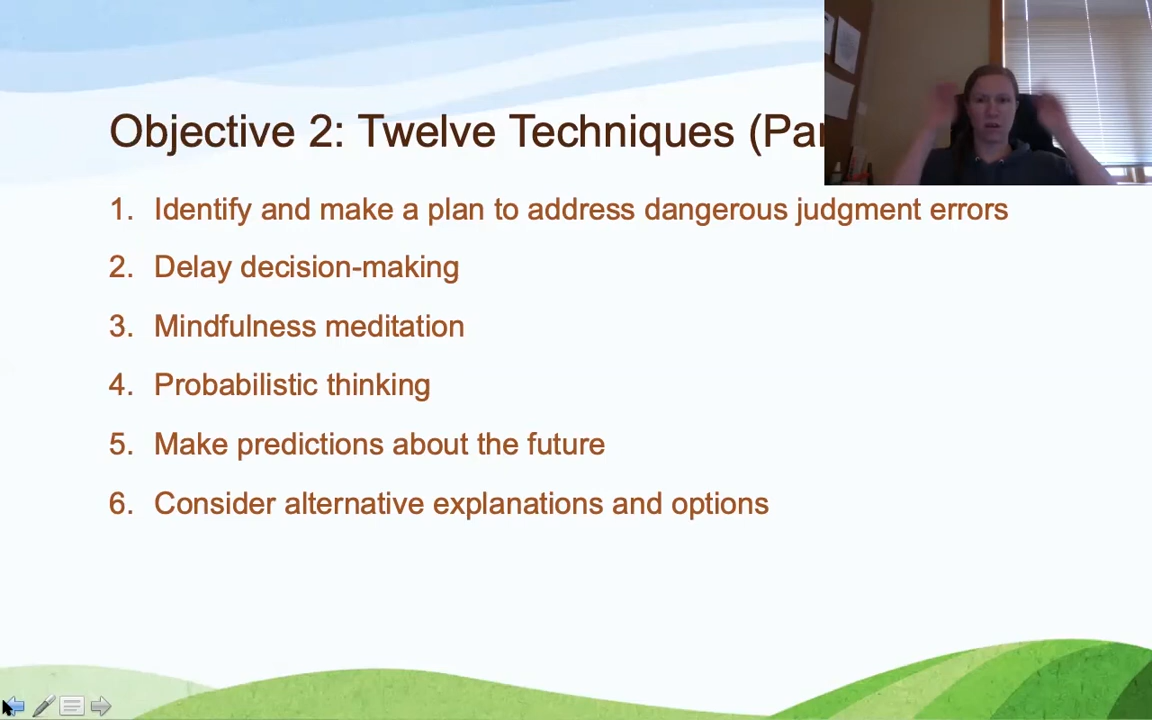 Objective 2: Twelve Techniques
1. Identify and make a plan to address dangerous judgment errors
2. Delay decision-making
3. Mindfulness meditation
4. Probabilistic thinking
5. Make predictions about the future
6. Consider alternative explanations and options